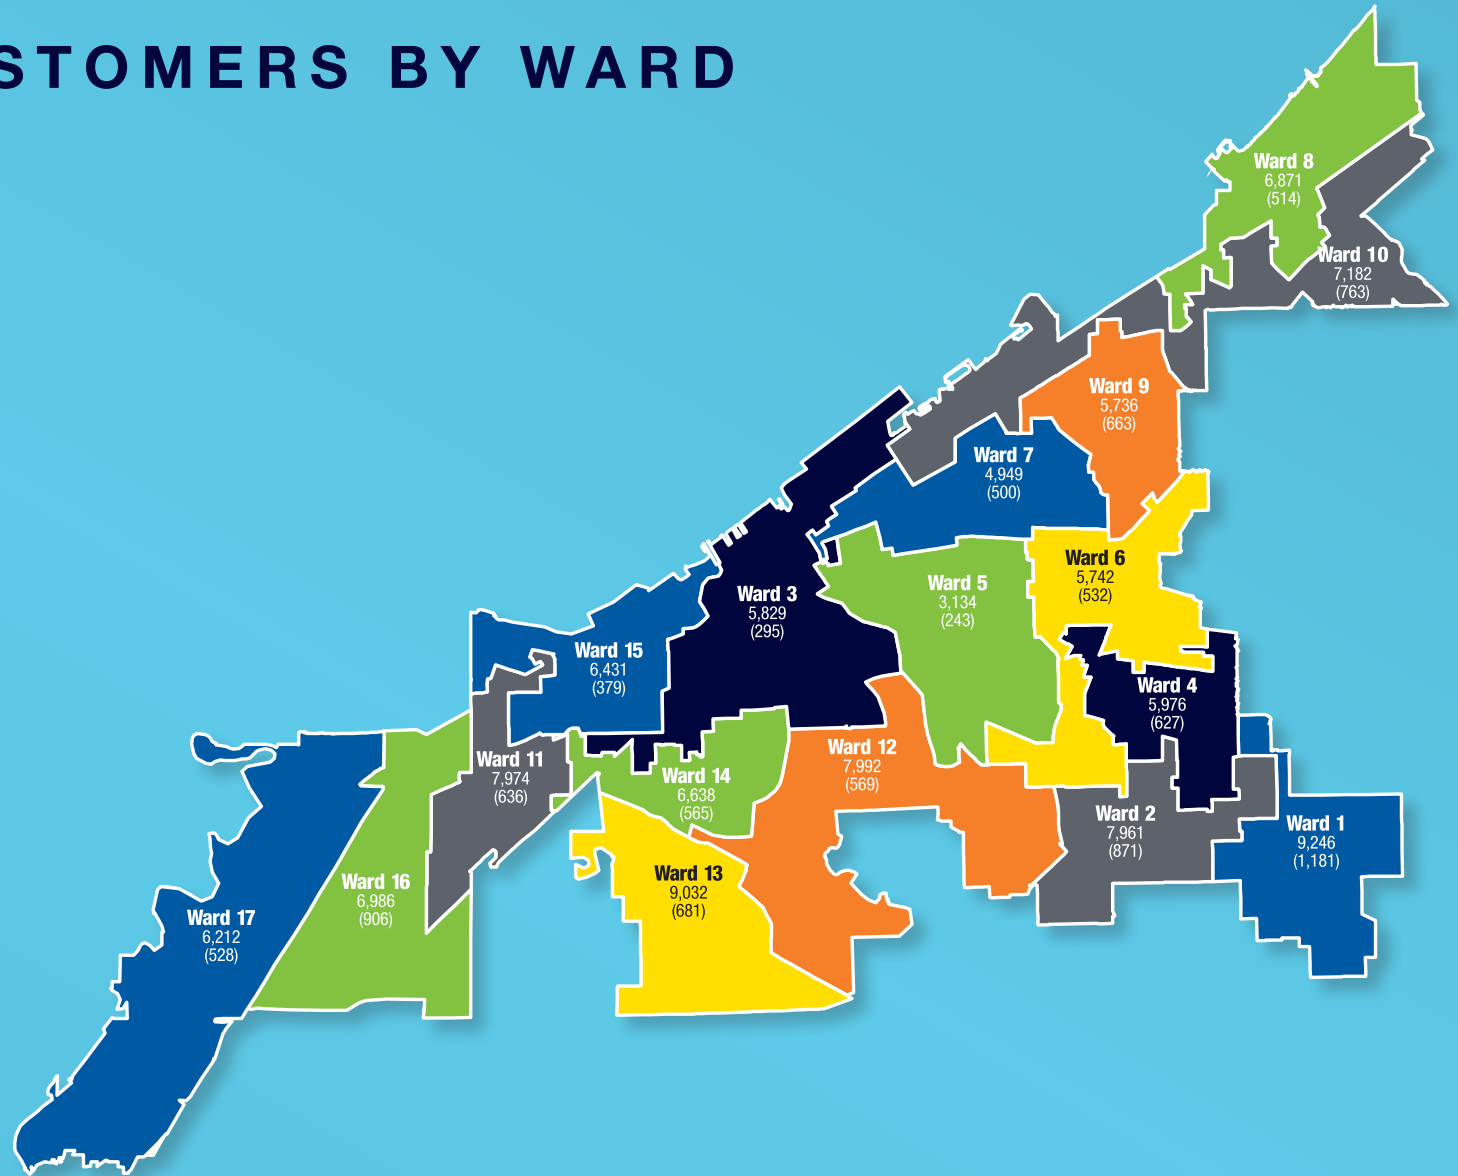 STOMERS BY WARD
Ward 8
6,871
(514)
Ward 10
7,182
(763)
Ward 9
5,736
(663)
Ward 7
4,949
(500)
Ward 6
5,742
(532)
Ward 5
3,134
(243)
Ward 3
5,829
(295)
Ward 15
6,431
(379)
Ward 4
5,976
(627)
Ward 12
7,992
(569)
Ward 11
7,974
(636)
Ward 14
6,638
(565)
Ward 2
7,961
(871)
Ward 1
9,246
(1,181)
Ward 13
9,032
(681)
Ward 16
6,986
(906)
Ward 17
6,212
(528)